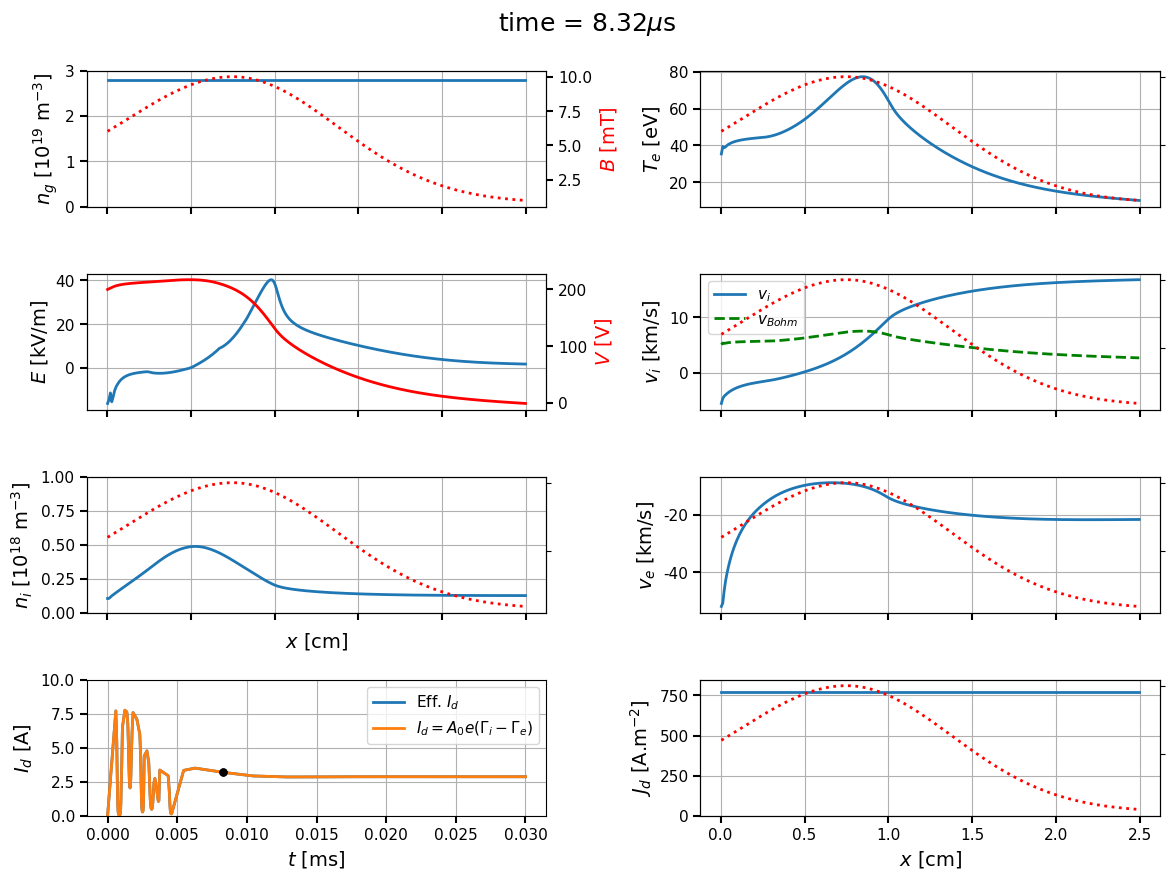 time = 8.32μs
3
2
1
0
n_g [10^19 m^−3]
10.0
7.5
5.0
2.5
B [mT]
80
60
40
20
T_e [eV]
40
20
0
E [kV/m]
200
100
0
V [V]
10
0
v_i [km/s]
v_i
v_Bohm
1.00
0.75
0.50
0.25
0.00
n_i [10^18 m^−3]
x [cm]
-20
-40
v_e [km/s]
10.0
7.5
5.0
2.5
0.0
I_d [A]
Eff. I_d
I_d = A_0e(Γ_i − Γ_e)
0.000 0.005 0.010 0.015 0.020 0.025 0.030
t [ms]
750
500
250
0
J_d [A.m^−2]
0.0 0.5 1.0 1.5 2.0 2.5
x [cm]